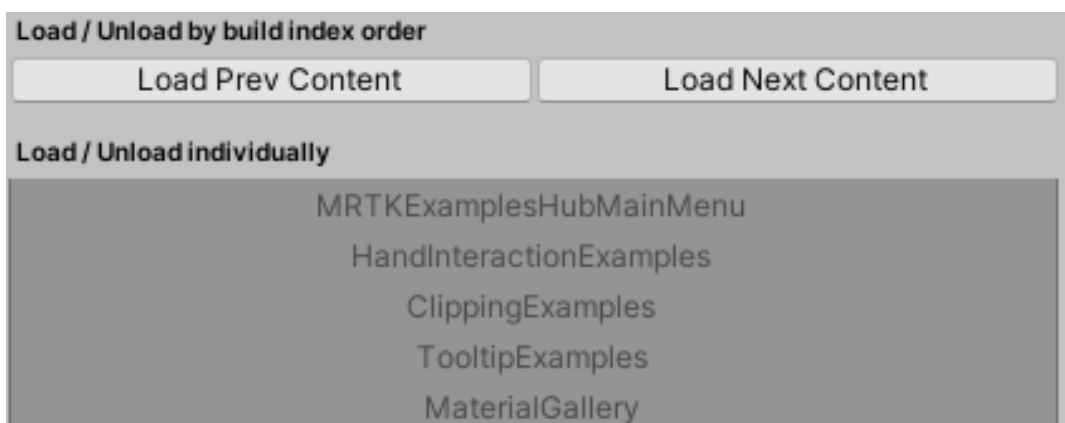 Load / Unload by build index order
Load Prev Content Load Next Content
Load / Unload individually
MRTKExamplesHubMainMenu
HandInteractionExamples
ClippingExamples
TooltipExamples
MaterialGallery